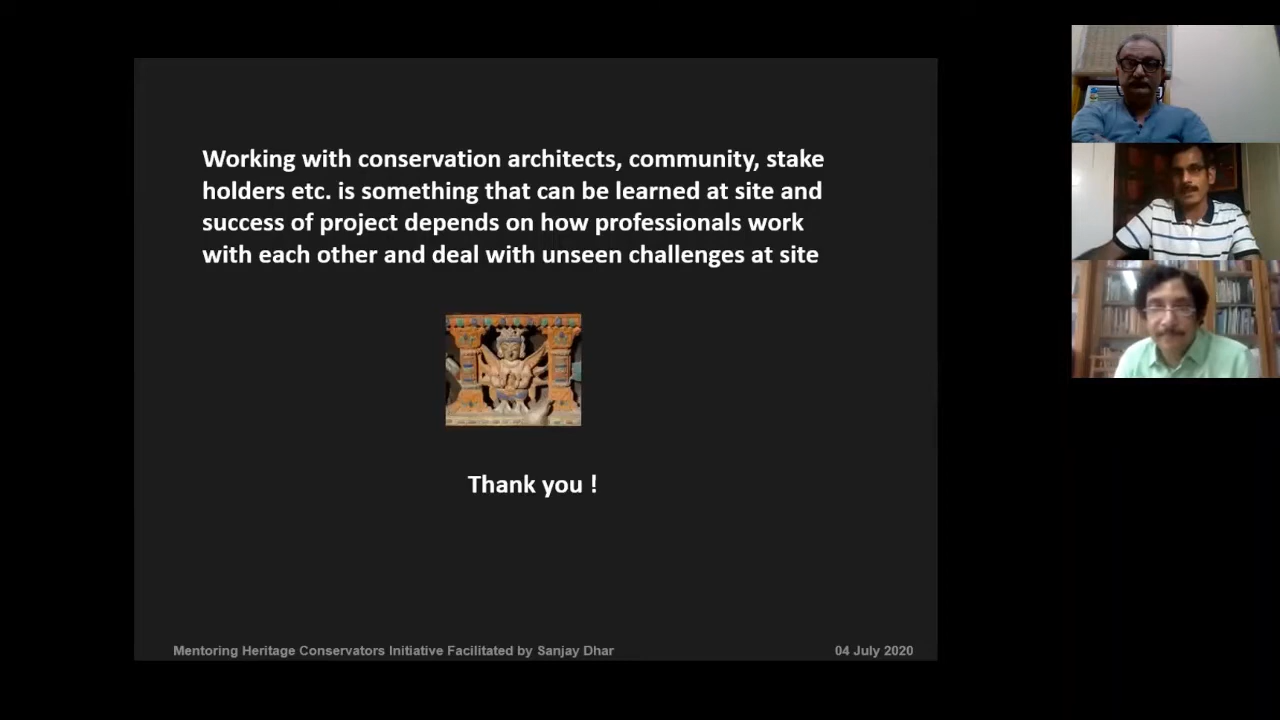 Working with conservation architects, community, stake
holders etc. is something that can be learned at site and
success of project depends on how professionals work
with each other and deal with unseen challenges at site
Thank you !
Mentoring Heritage Conservators Initiative Facilitated by Sanjay Dhar
04 July 2020